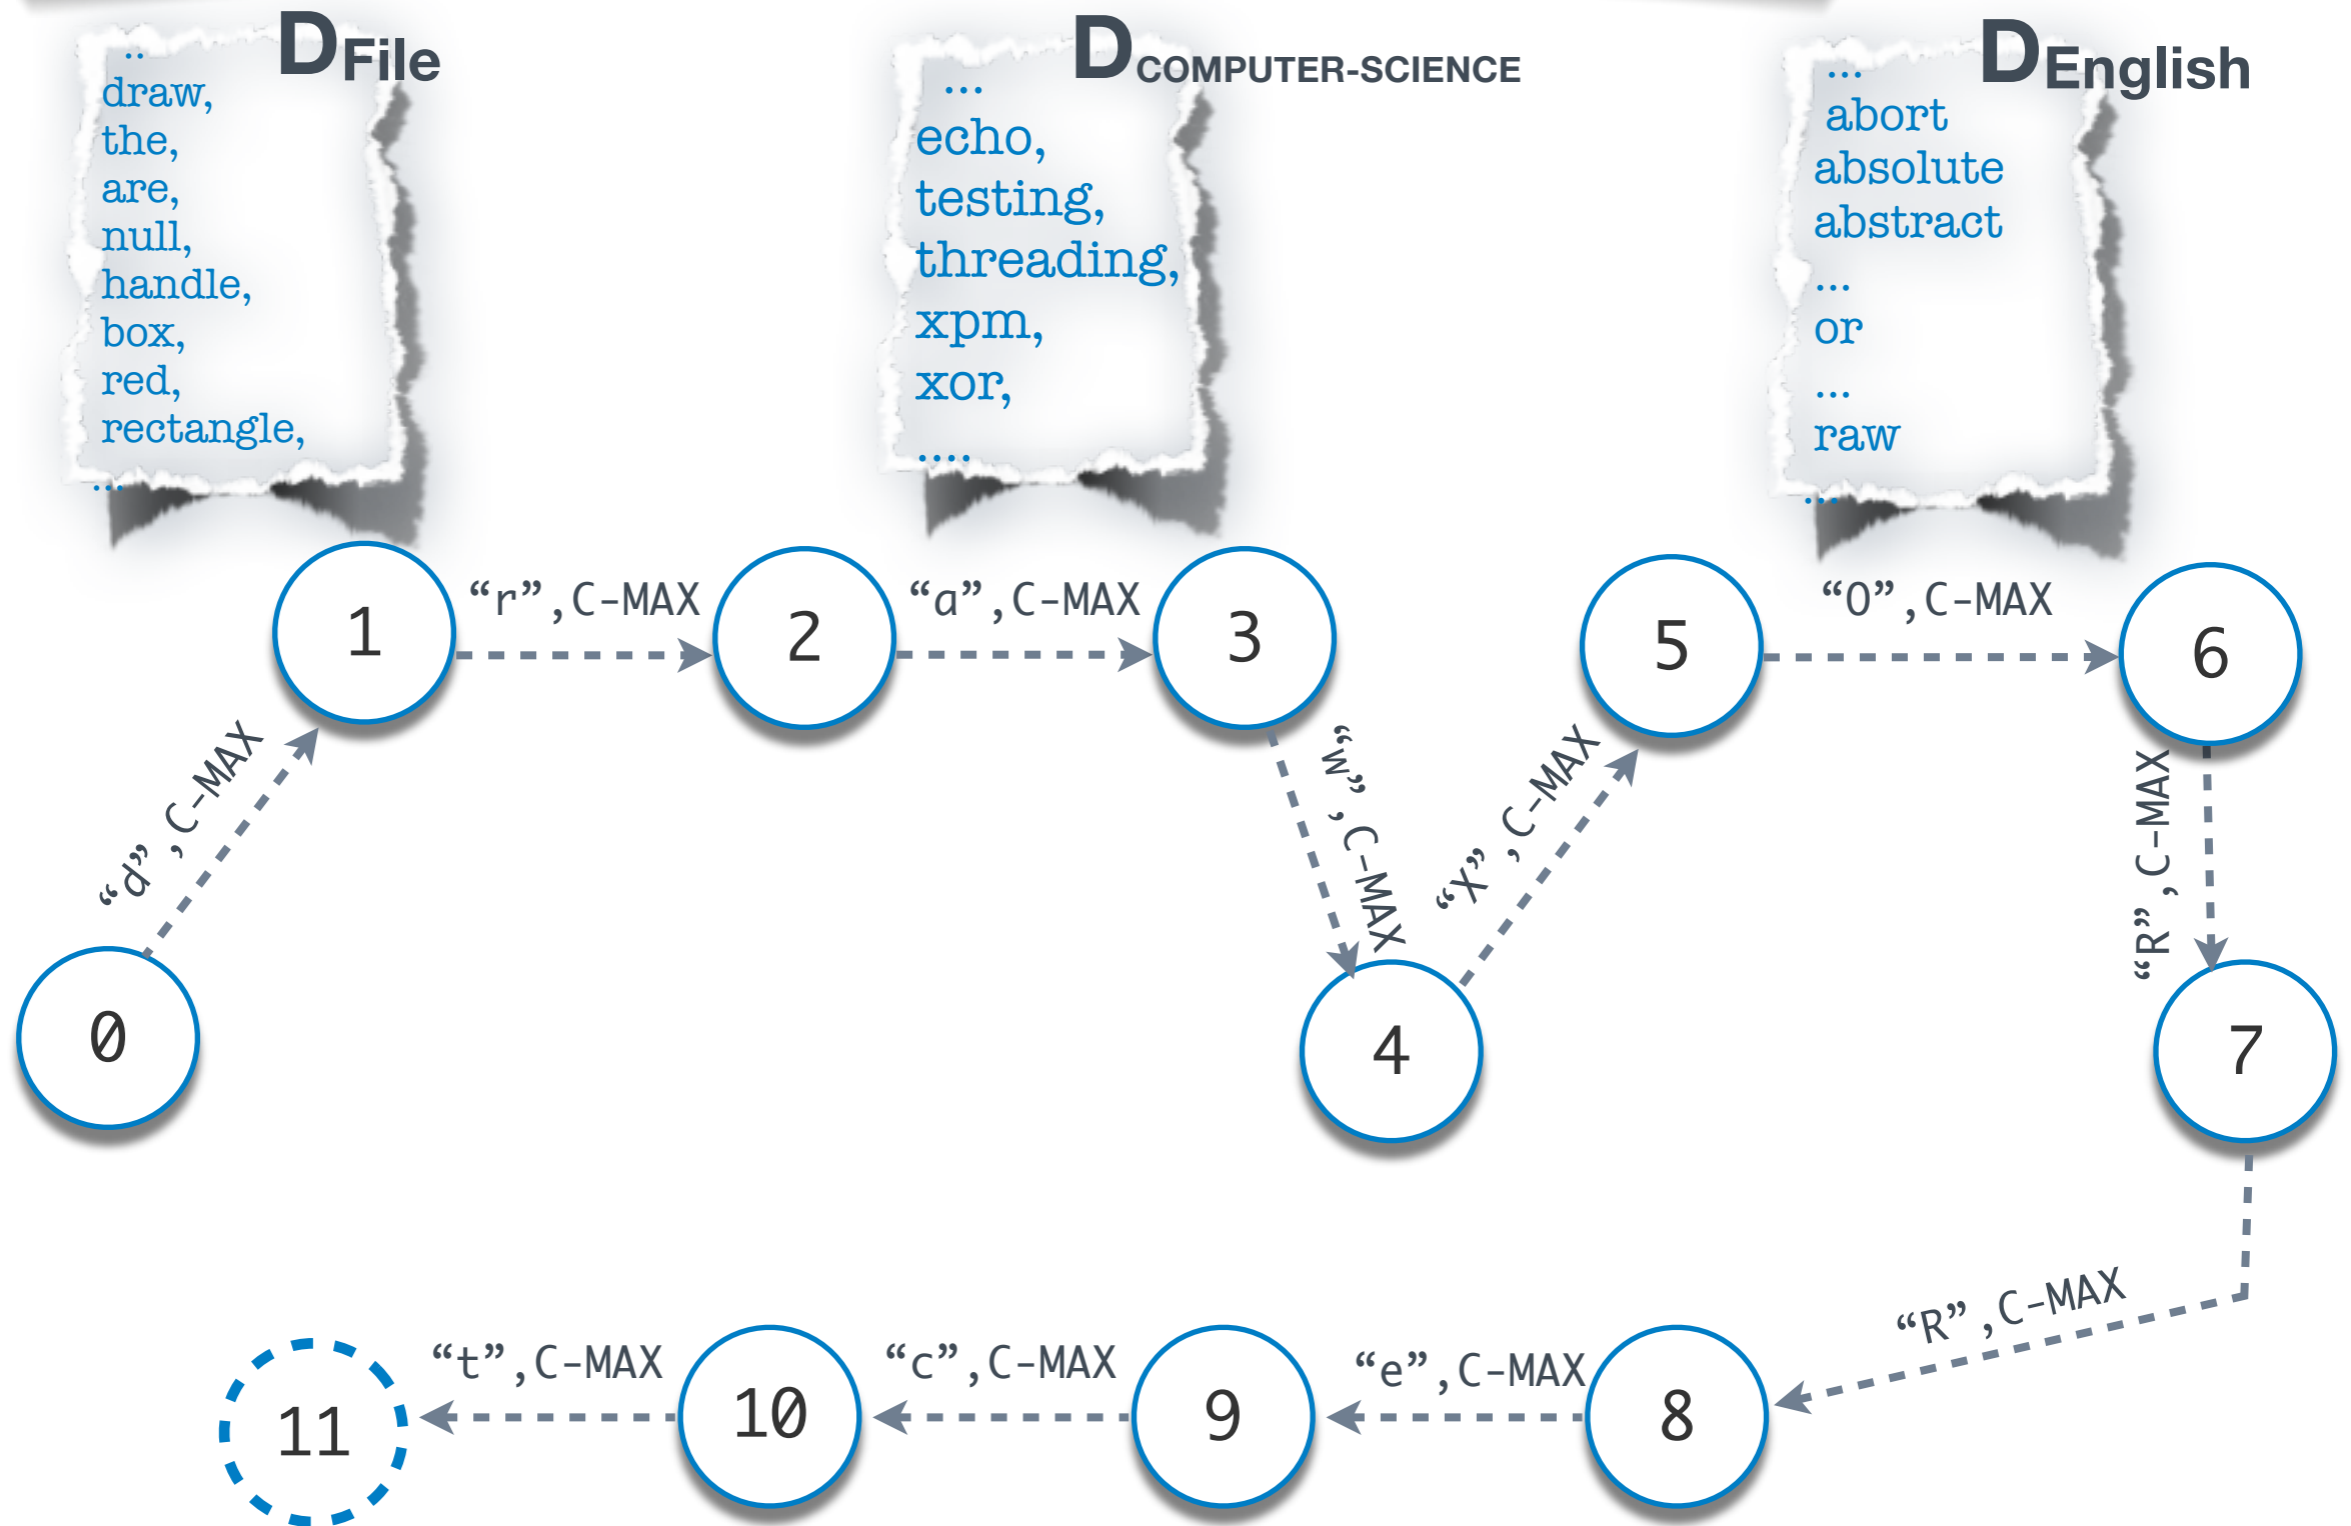 DFile
..
draw,
the,
are,
null,
handle,
box,
red,
rectangle,
...
DCOMPUTER-SCIENCE
...
echo,
testing,
threading,
xpm,
xor,
....
DEnglish
...
abort
absolute
abstract
...
or
...
raw
...
0
“d”,C-MAX
1
“r”,C-MAX
2
“a”,C-MAX
3
“w”,C-MAX
4
“X”,C-MAX
5
“O”,C-MAX
6
“R”,C-MAX
7
“R”,C-MAX
8
“e”,C-MAX
9
“c”,C-MAX
10
“t”,C-MAX
11